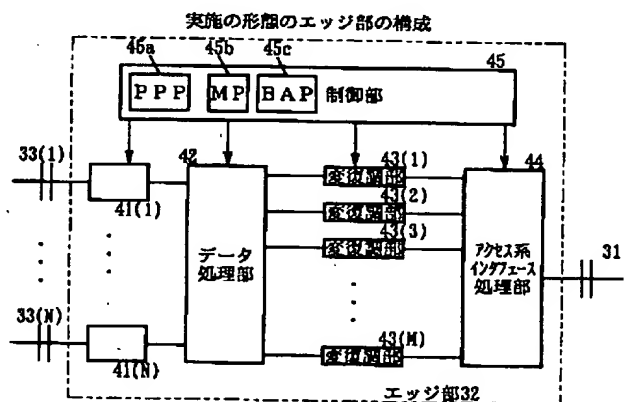 実施の形態のエッジ部の構成
45a 45b 45c 45
PPP MP BAP 制御部
33(1) 42 43(1) 44
変復調部
41(1) 43(2)
変復調部
43(3)
変復調部
データ
処理部
アクセス系
インタフェース
処理部
31
33(N) 43(M)
変復調部
41(N)
エッジ部32